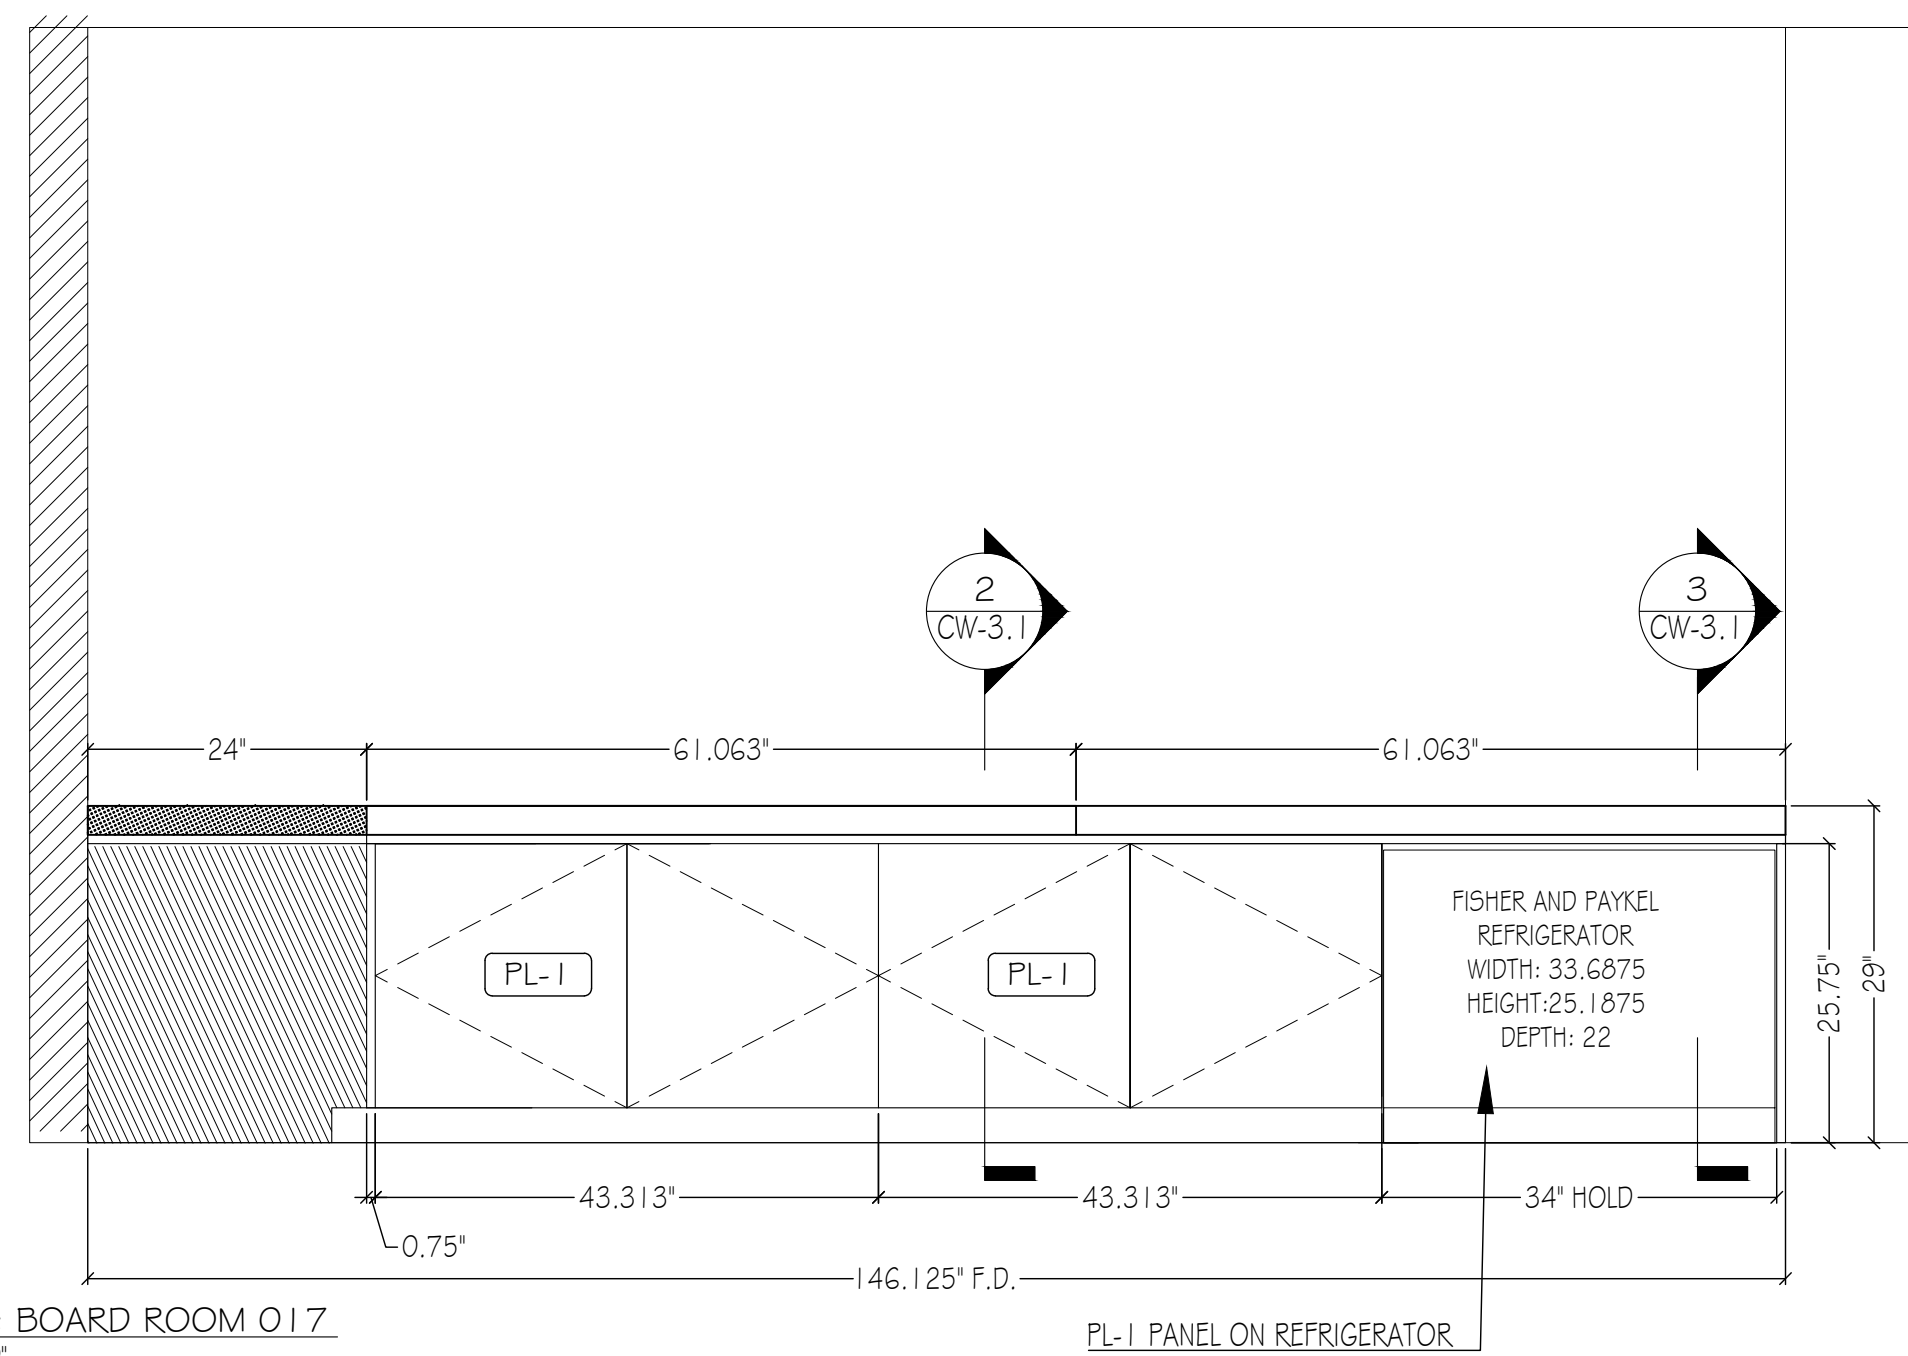 2
CW-3.1
3
CW-3.1
24"
61.063"
61.063"
PL-1
PL-1
FISHER AND PAYKEL
REFRIGERATOR
WIDTH: 33.6875
HEIGHT:25.1875
DEPTH: 22
25.75"
29"
43.313"
43.313"
34" HOLD
0.75"
146.125" F.D.
BOARD ROOM 017
PL-1 PANEL ON REFRIGERATOR